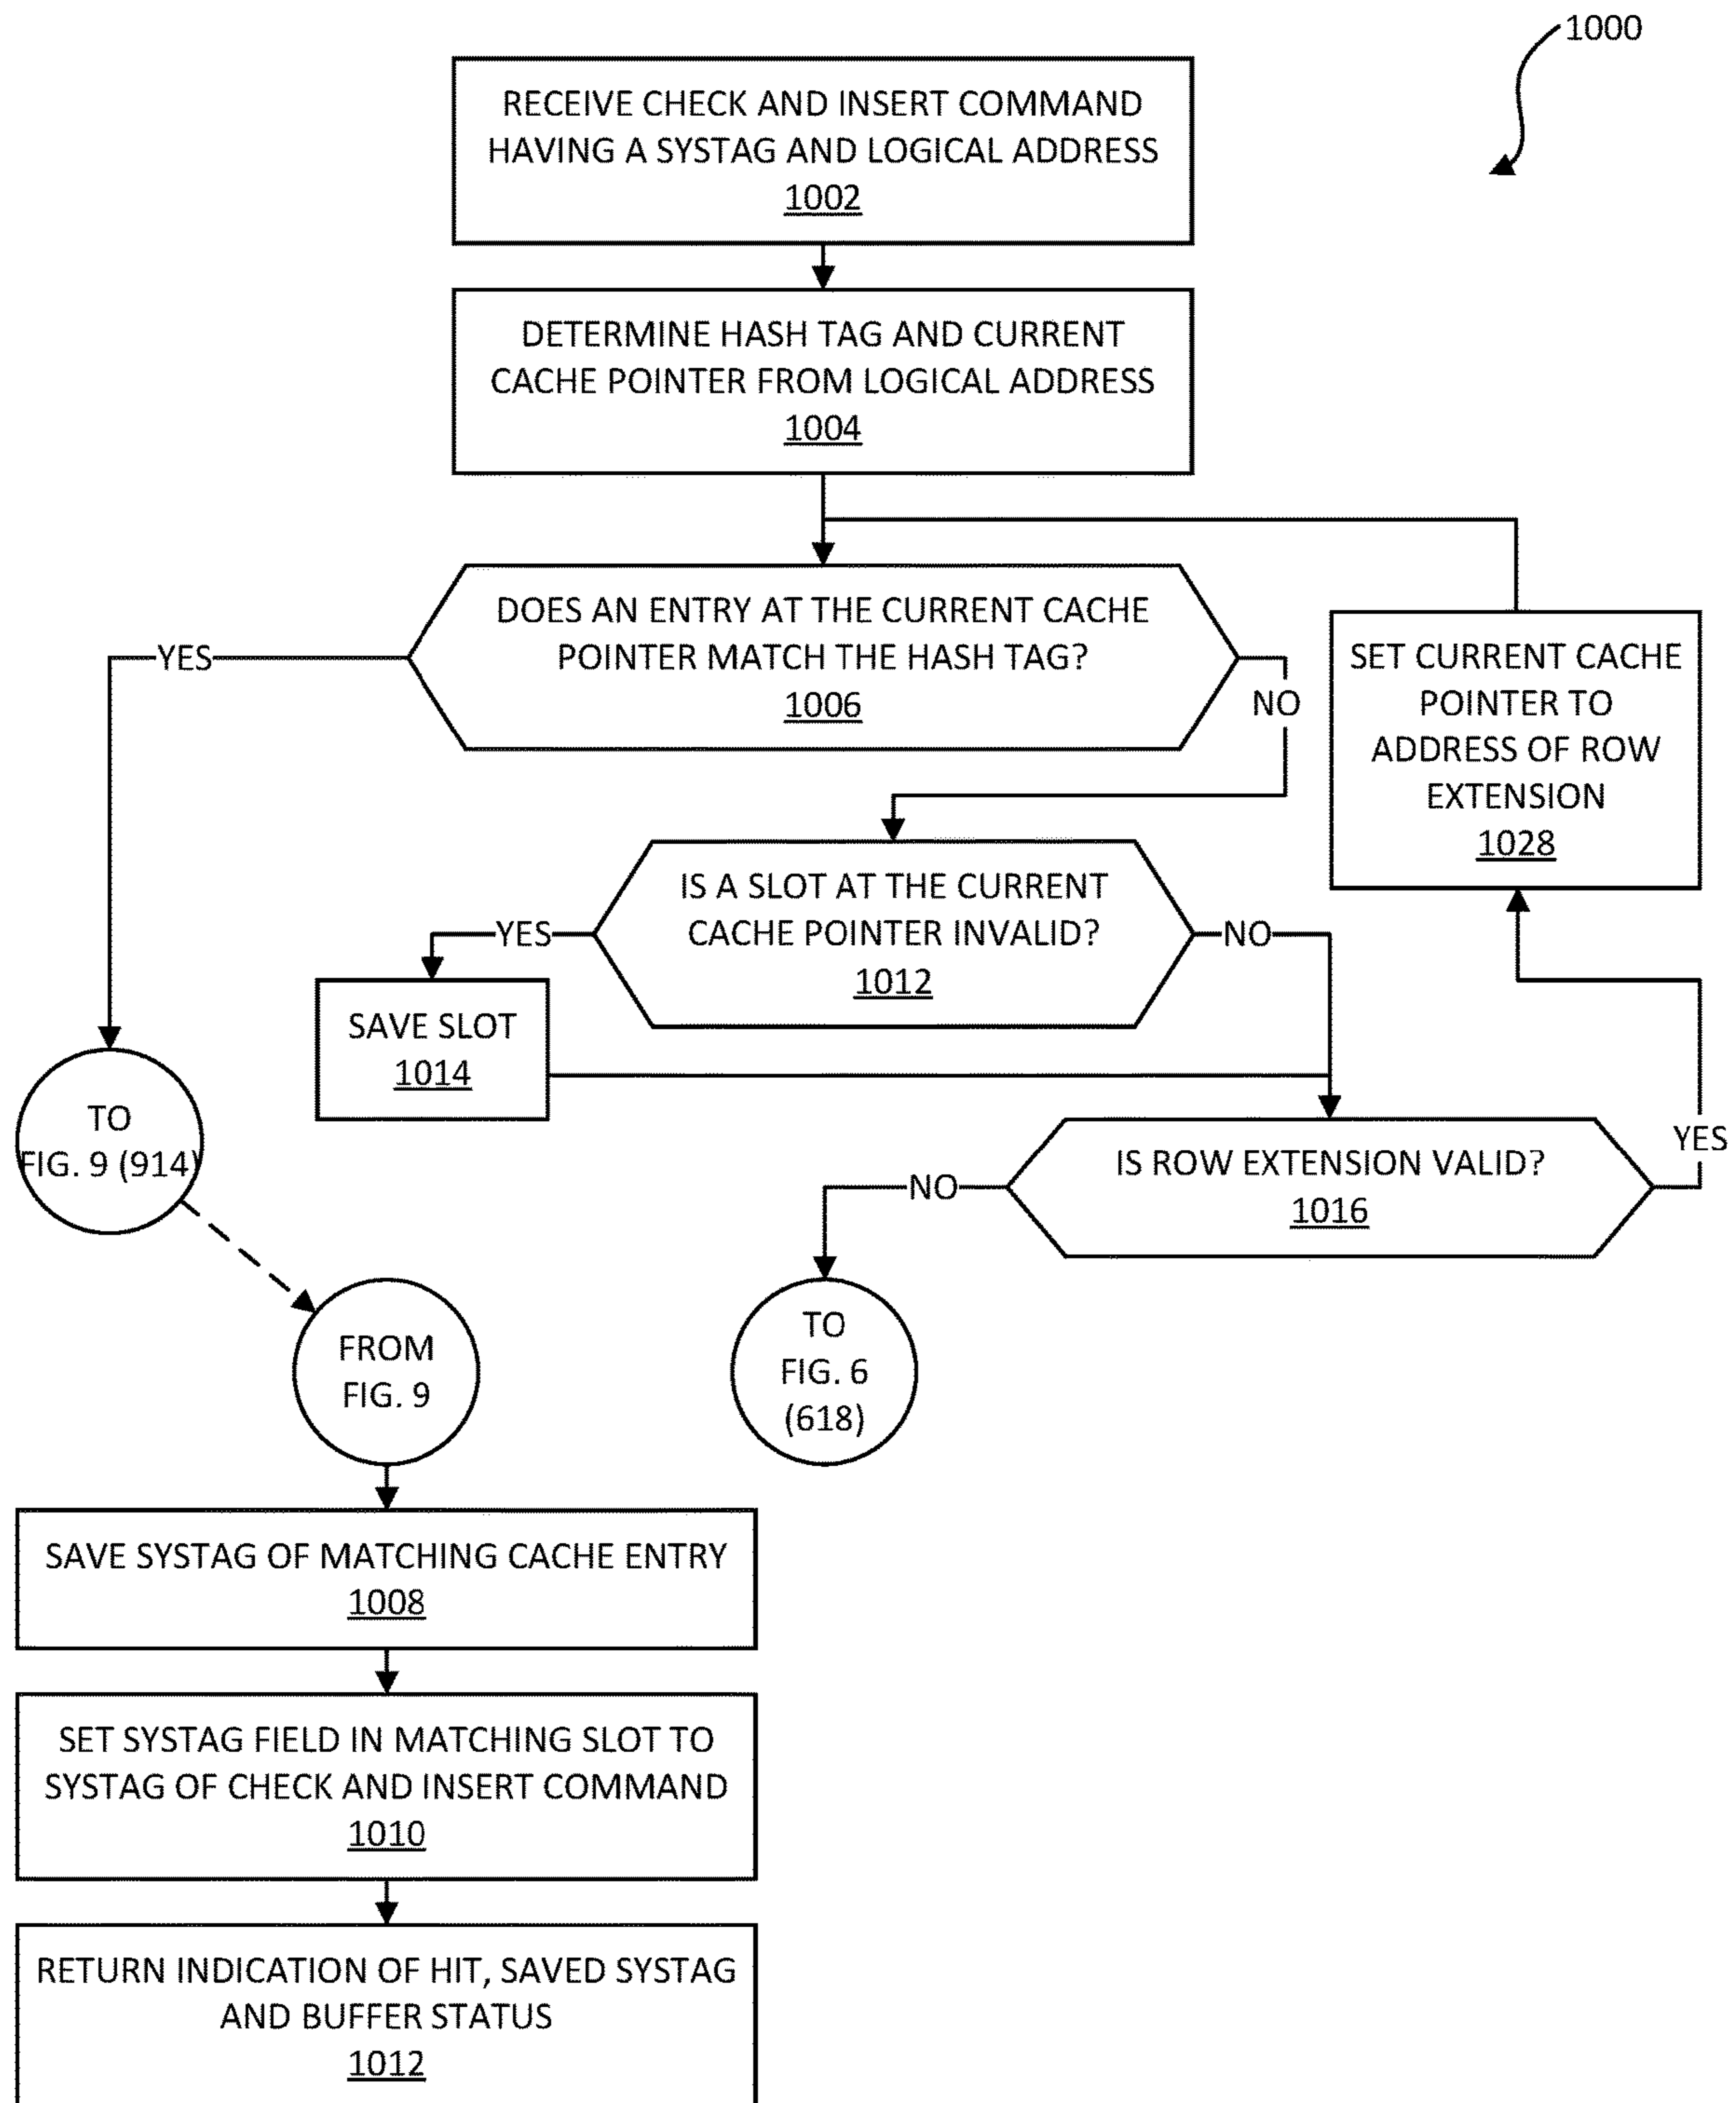 1000
RECEIVE CHECK AND INSERT COMMAND
HAVING A SYSTAG AND LOGICAL ADDRESS
1002
DETERMINE HASH TAG AND CURRENT
CACHE POINTER FROM LOGICAL ADDRESS
1004
DOES AN ENTRY AT THE CURRENT CACHE
POINTER MATCH THE HASH TAG?
1006
YES
NO
SET CURRENT CACHE
POINTER TO
ADDRESS OF ROW
EXTENSION
1028
IS A SLOT AT THE CURRENT
CACHE POINTER INVALID?
1012
YES
NO
SAVE SLOT
1014
TO
FIG. 9 (914)
IS ROW EXTENSION VALID?
1016
YES
NO
FROM
FIG. 9
TO
FIG. 6
(618)
SAVE SYSTAG OF MATCHING CACHE ENTRY
1008
SET SYSTAG FIELD IN MATCHING SLOT TO
SYSTAG OF CHECK AND INSERT COMMAND
1010
RETURN INDICATION OF HIT, SAVED SYSTAG
AND BUFFER STATUS
1012